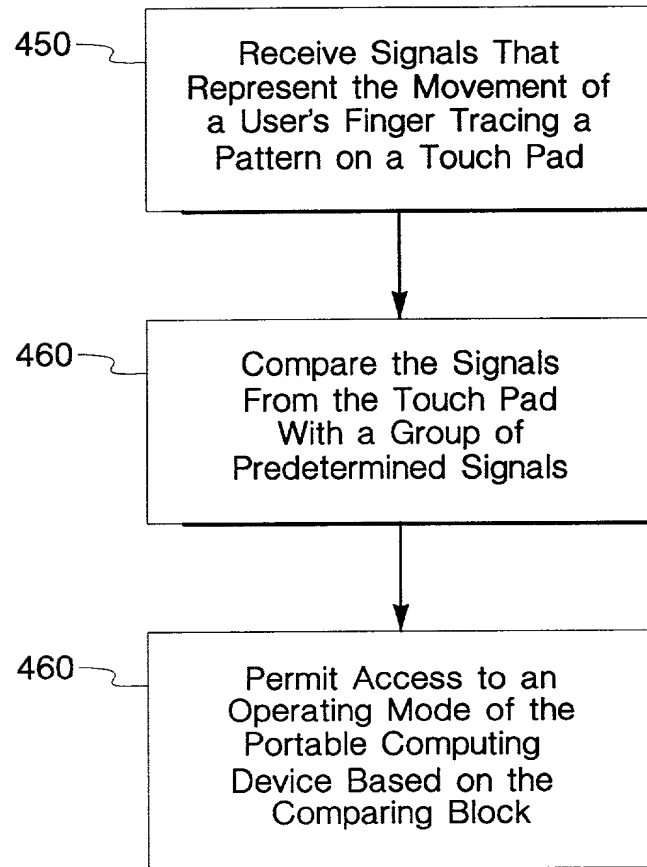 450
Receive Signals That
Represent the Movement of
a User's Finger Tracing a
Pattern on a Touch Pad
460
Compare the Signals
From the Touch Pad
With a Group of
Predetermined Signals
460
Permit Access to an
Operating Mode of the
Portable Computing
Device Based on the
Comparing Block